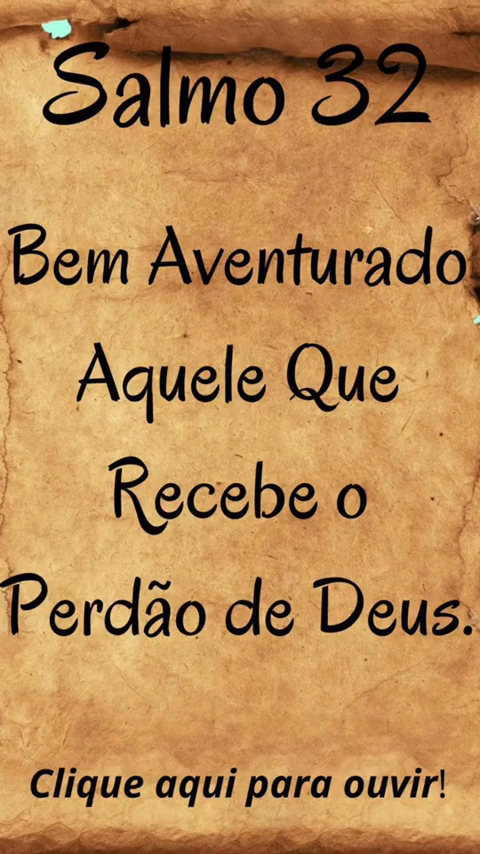 Salmo 32
Bem Aventurado
Aquele Que
Recebe o
Perdão de Deus.
Clique aqui para ouvir!